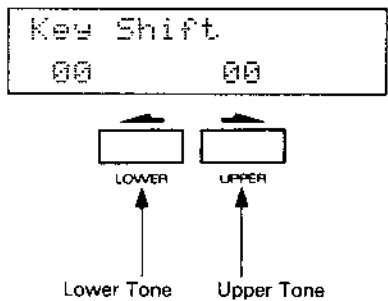 Key Shift
00 00
LOWER UPPER
Lower Tone Upper Tone